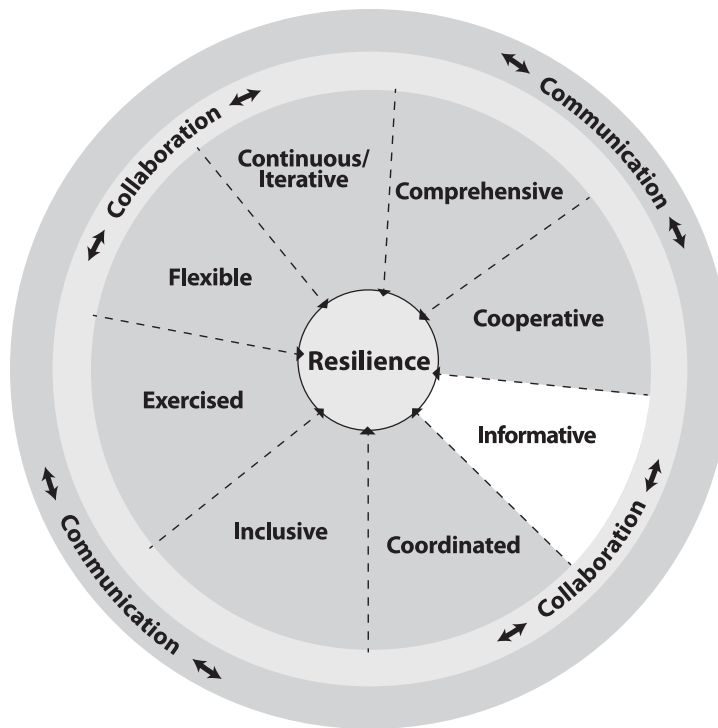 Communication
Collaboration
Continuous/
Iterative
Comprehensive
Flexible
Cooperative
Resilience
Exercised
Informative
Inclusive
Coordinated
Collaboration
Communication